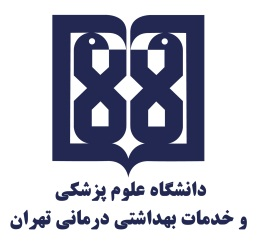 دانشگاه علوم پزشکی
و خدمات بهداشتی درمانی تهران